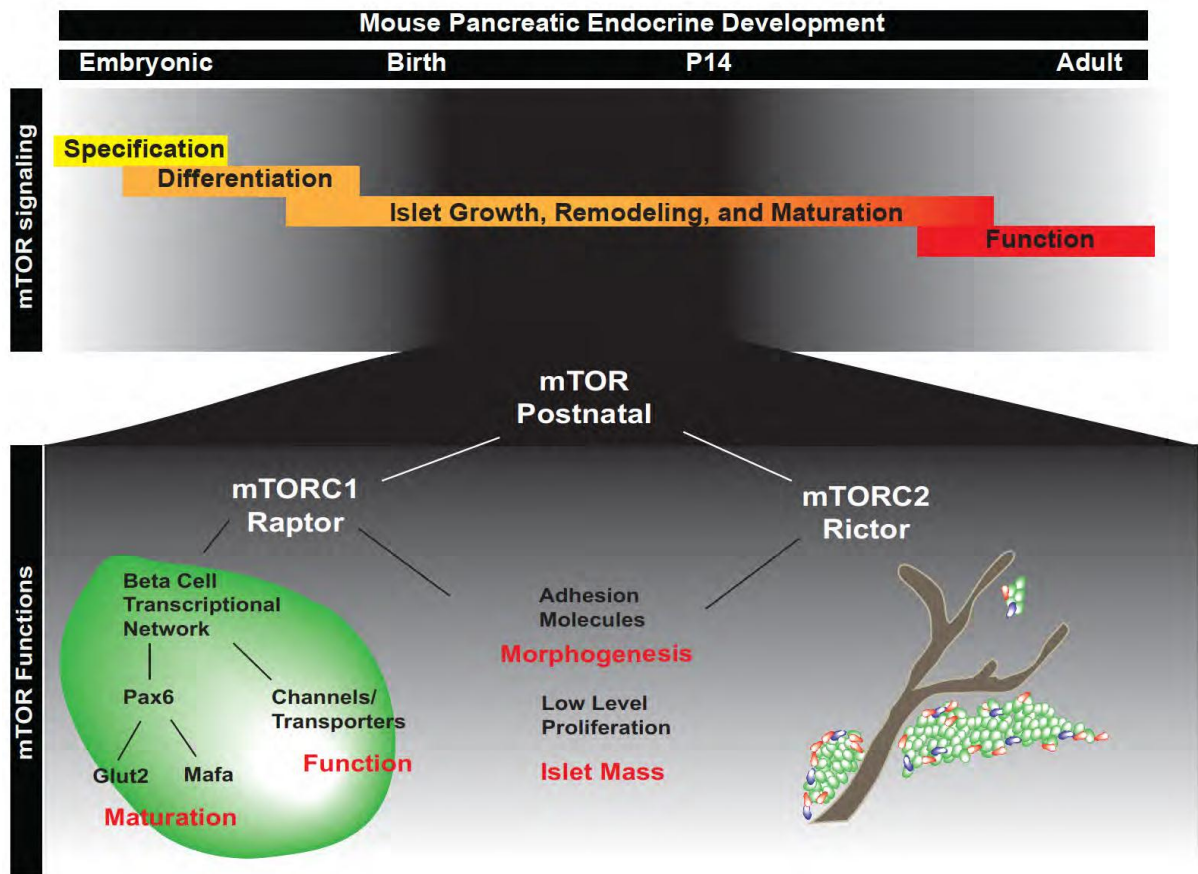 Mouse Pancreatic Endocrine Development
Embryonic Birth P14 Adult
mTOR signaling
Specification
Differentiation
Islet Growth, Remodeling, and Maturation
Function
mTOR
Postnatal
mTOR Functions
mTORC1
Raptor
mTORC2
Rictor
Beta Cell
Transcriptional
Network
Pax6
Channels/
Transporters
Glut2
Mafa
Function
Maturation
Adhesion
Molecules
Morphogenesis
Low Level
Proliferation
Islet Mass